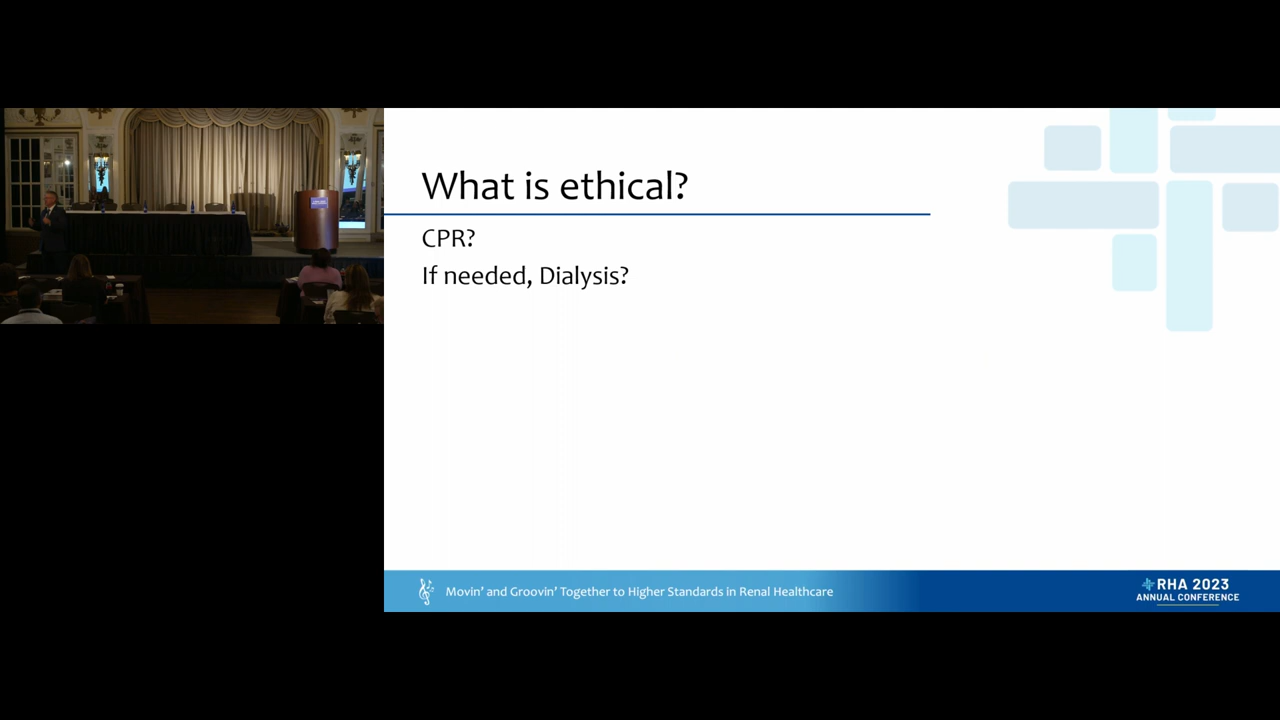 What is ethical?
CPR?
If needed, Dialysis?
Movin' and Groovin' Together to Higher Standards in Renal Healthcare
RHA 2023
ANNUAL CONFERENCE